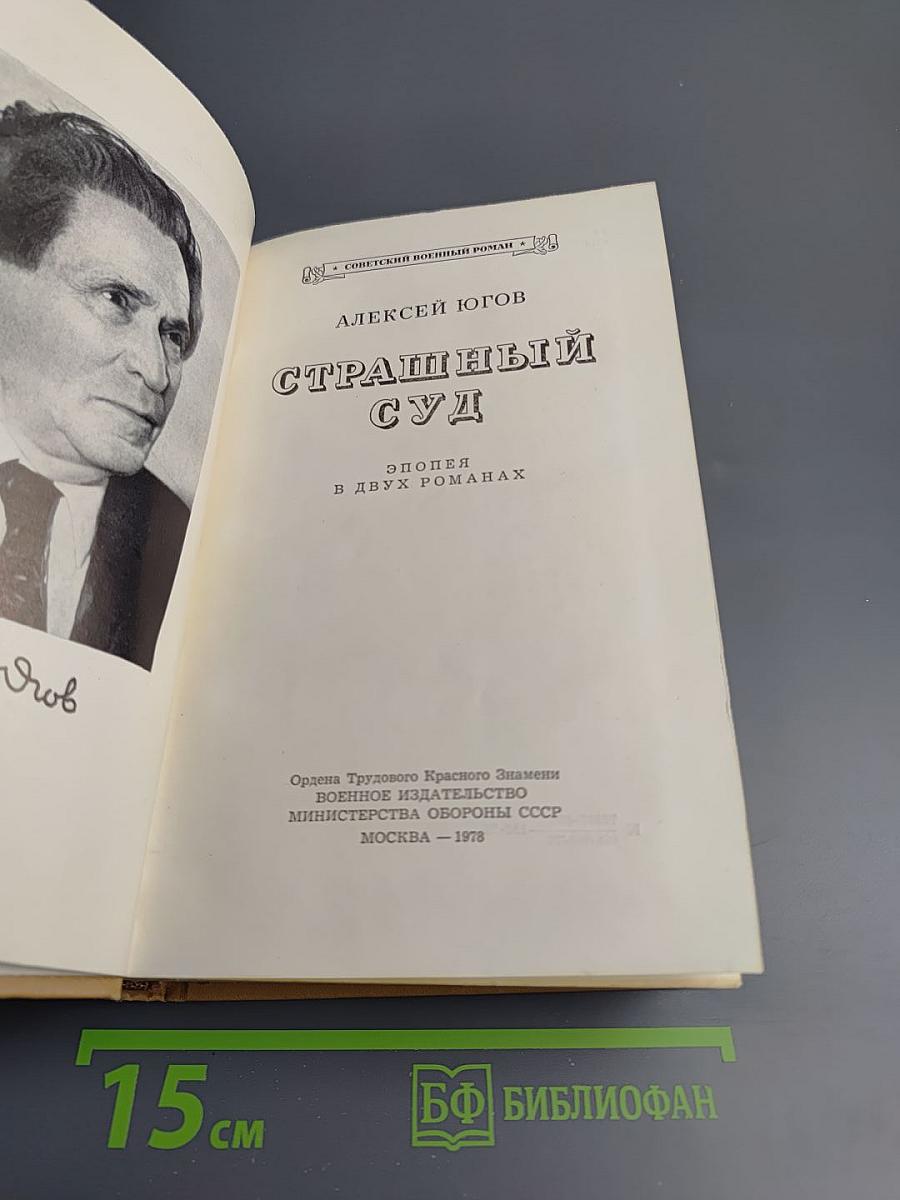 ★ СОВЕТСКИЙ ВОЕННЫЙ РОМАН ★
АЛЕКСЕЙ ЮГОВ
СТРАШНЫЙ
СУД
ЭПОПЕЯ
В ДВУХ РОМАНАХ
Ордена Трудового Красного Знамени
ВОЕННОЕ ИЗДАТЕЛЬСТВО
МИНИСТЕРСТВА ОБОРОНЫ СССР
МОСКВА — 1978
15 см
БФ БИБЛИОФАН